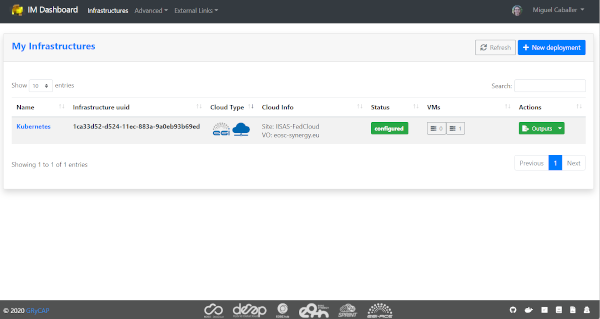 IM Dashboard Infrastructures Advanced External Links Miguel Caballer
My Infrastructures
Refresh
New deployment
Show 10 entries
Search:
Name Infrastructure uuid Cloud Type Cloud Info Status VMs Actions
Kubernetes 1ca33d52-d524-11ec-883a-9a0eb93b69ed Site: IISAS-FedCloud configured 0 1 Outputs
VO: eosc-synergy.eu
Showing 1 to 1 of 1 entries
Previous 1 Next
© 2020 GRyCAP
deep
SPRINT